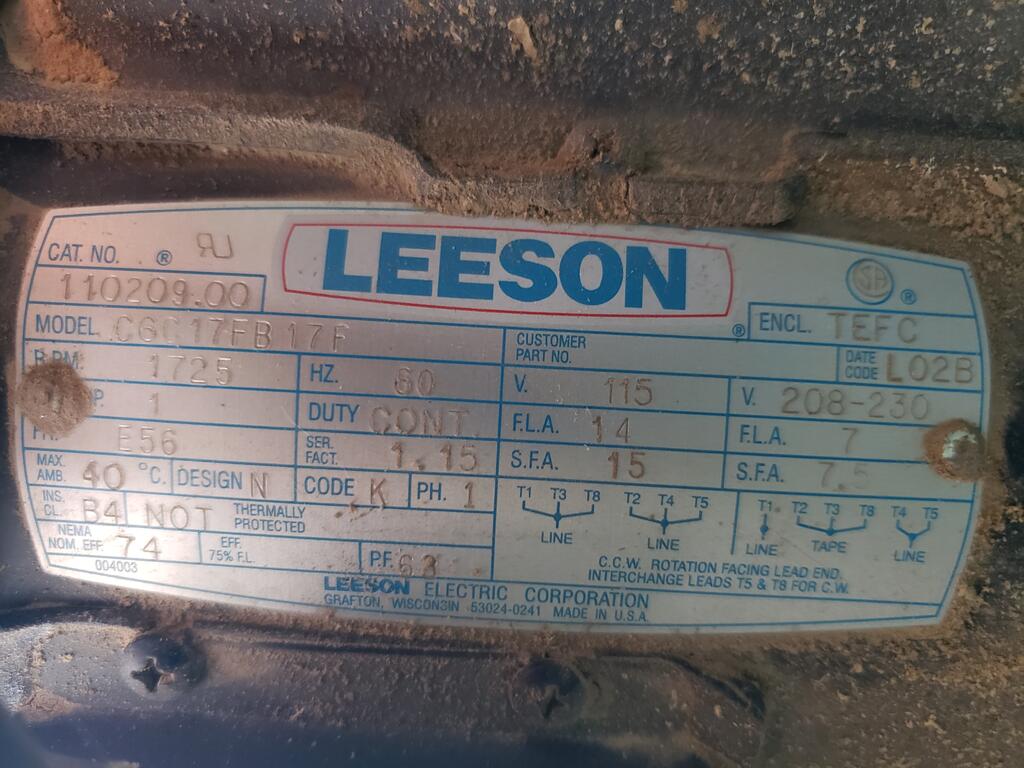 CAT. NO. ®
110209.00
LEESON ®
®
ENCL. TEFC
MODEL CGC17FB17F
CUSTOMER PART NO.
DATE CODE L02B
R.P.M. 1725
HZ. 60
V. 115
V. 208-230
P. 1
DUTY CONT
F.L.A. 14
F.L.A. 7
FR. E56
SER. FACT. 1.15
S.F.A. 15
S.F.A. 7.5
MAX. AMB. 40 °C.
DESIGN N
CODE K
PH. 1
INS. CL. B4
NOT THERMALLY PROTECTED
T1 T3 T8
LINE
T2 T4 T5
LINE
T1
LINE
T2 T3 T8
TAPE
T4 T5
LINE
NEMA NOM. EFF. 74
EFF. 75% F.L.
P.F. 63
C.C.W. ROTATION FACING LEAD END.
INTERCHANGE LEADS T5 & T8 FOR C.W.
004003
LEESON ELECTRIC CORPORATION
GRAFTON, WISCONSIN 53024-0241 MADE IN U.S.A.